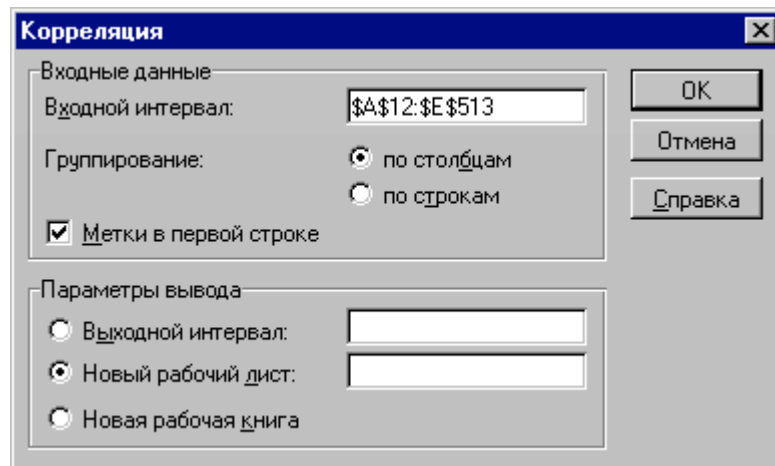 Корреляция
Входные данные
Входной интервал: $A$12:$E$513
Группирование: по столбцам
по строкам
Метки в первой строке
OK
Отмена
Справка
Параметры вывода
Выходной интервал:
Новый рабочий лист:
Новая рабочая книга